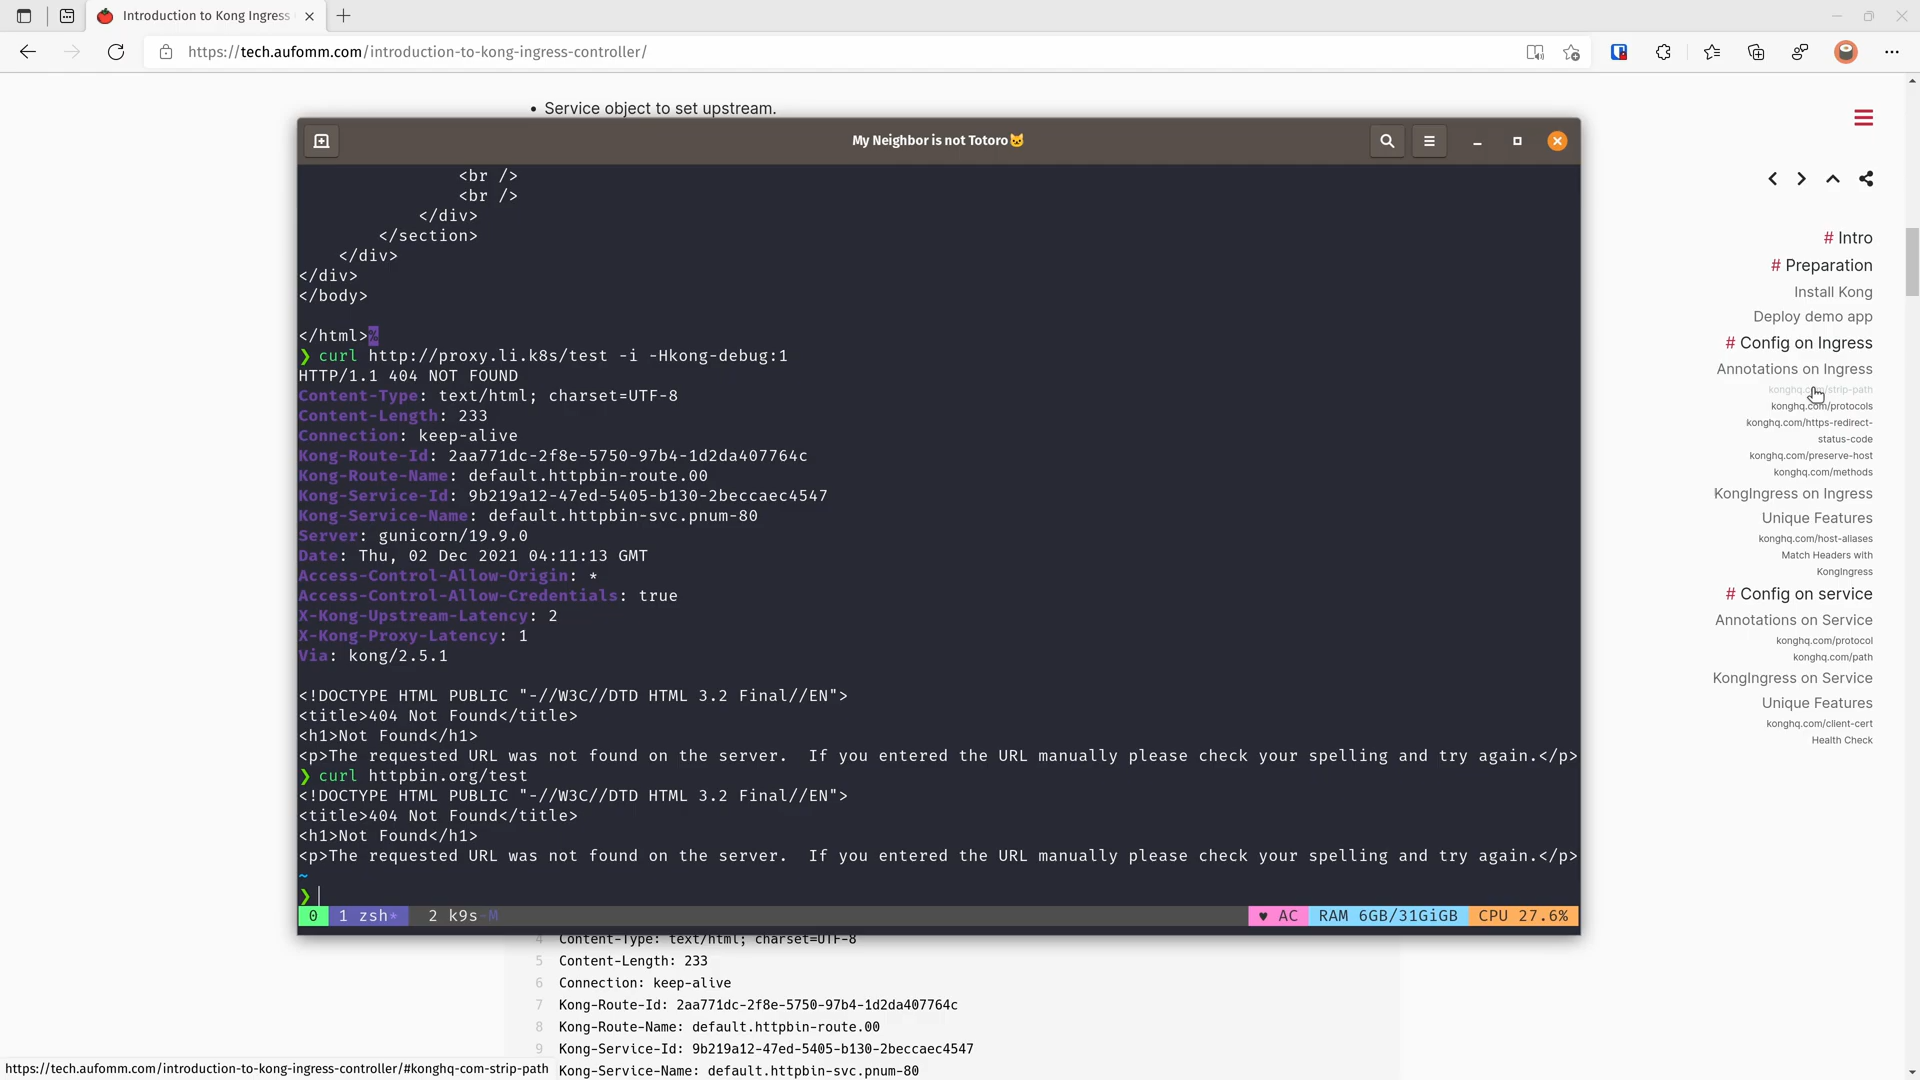 Introduction to Kong Ingress
https://tech.aufomm.com/introduction-to-kong-ingress-controller/
• Service object to set upstream.
My Neighbor is not Totoro🐱
<br />
<br />
</div>
</section>
</div>
</div>
</body>
</html>%
❯ curl http://proxy.li.k8s/test -i -Hkong-debug:1
HTTP/1.1 404 NOT FOUND
Content-Type: text/html; charset=UTF-8
Content-Length: 233
Connection: keep-alive
Kong-Route-Id: 2aa771dc-2f8e-5750-97b4-1d2da407764c
Kong-Route-Name: default.httpbin-route.00
Kong-Service-Id: 9b219a12-47ed-5405-b130-2beccaec4547
Kong-Service-Name: default.httpbin-svc.pnum-80
Server: gunicorn/19.9.0
Date: Thu, 02 Dec 2021 04:11:13 GMT
Access-Control-Allow-Origin: *
Access-Control-Allow-Credentials: true
X-Kong-Upstream-Latency: 2
X-Kong-Proxy-Latency: 1
Via: kong/2.5.1
<!DOCTYPE HTML PUBLIC "-//W3C//DTD HTML 3.2 Final//EN">
<title>404 Not Found</title>
<h1>Not Found</h1>
<p>The requested URL was not found on the server.  If you entered the URL manually please check your spelling and try again.</p>
❯ curl httpbin.org/test
<!DOCTYPE HTML PUBLIC "-//W3C//DTD HTML 3.2 Final//EN">
<title>404 Not Found</title>
<h1>Not Found</h1>
<p>The requested URL was not found on the server.  If you entered the URL manually please check your spelling and try again.</p>
~
❯
0 1 zsh* 2 k9s-M ♥ AC RAM 6GB/31GiGB CPU 27.6%
4 Content-Type: text/html; charset=UTF-8
5 Content-Length: 233
6 Connection: keep-alive
7 Kong-Route-Id: 2aa771dc-2f8e-5750-97b4-1d2da407764c
8 Kong-Route-Name: default.httpbin-route.00
9 Kong-Service-Id: 9b219a12-47ed-5405-b130-2beccaec4547
Kong-Service-Name: default.httpbin-svc.pnum-80
# Intro
# Preparation
Install Kong
Deploy demo app
# Config on Ingress
Annotations on Ingress
konghq.com/strip-path
konghq.com/protocols
konghq.com/https-redirect-
status-code
konghq.com/preserve-host
konghq.com/methods
KongIngress on Ingress
Unique Features
konghq.com/host-aliases
Match Headers with
KongIngress
# Config on service
Annotations on Service
konghq.com/protocol
konghq.com/path
KongIngress on Service
Unique Features
konghq.com/client-cert
Health Check
https://tech.aufomm.com/introduction-to-kong-ingress-controller/#konghq-com-strip-path